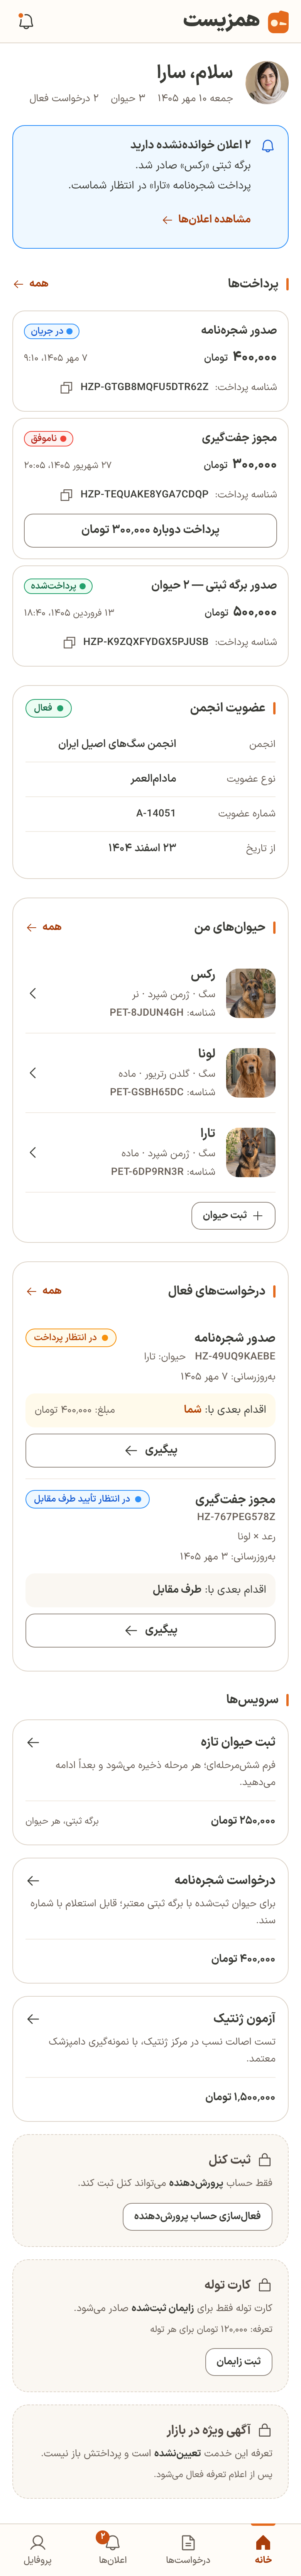 همزیست
سلام، سارا
جمعه ۱۰ مهر ۱۴۰۵ ۳ حیوان ۲ درخواست فعال
۲ اعلان خوانده‌نشده دارید
برگه ثبتی «رکس» صادر شد.
پرداخت شجره‌نامه «تارا» در انتظار شماست.
مشاهده اعلان‌ها
پرداخت‌ها همه
صدور شجره‌نامه در جریان
۴۰۰,۰۰۰ تومان ۷ مهر ۱۴۰۵، ۹:۱۰
شناسه پرداخت: HZP-GTGB8MQFU5DTR62Z
مجوز جفت‌گیری ناموفق
۳۰۰,۰۰۰ تومان ۲۷ شهریور ۱۴۰۵، ۲۰:۰۵
شناسه پرداخت: HZP-TEQUAKE8YGA7CDQP
پرداخت دوباره ۳۰۰,۰۰۰ تومان
صدور برگه ثبتی — ۲ حیوان پرداخت‌شده
۵۰۰,۰۰۰ تومان ۱۳ فروردین ۱۴۰۵، ۱۸:۴۰
شناسه پرداخت: HZP-K9ZQXFYDGX5PJUSB
عضویت انجمن فعال
انجمن انجمن سگ‌های اصیل ایران
نوع عضویت مادام‌العمر
شماره عضویت A-14051
از تاریخ ۲۳ اسفند ۱۴۰۴
حیوان‌های من همه
رکس
سگ · ژرمن شپرد · نر
شناسه: PET-8JDUN4GH
لونا
سگ · گلدن رتریور · ماده
شناسه: PET-GSBH65DC
تارا
سگ · ژرمن شپرد · ماده
شناسه: PET-6DP9RN3R
ثبت حیوان
درخواست‌های فعال همه
صدور شجره‌نامه در انتظار پرداخت
HZ-49UQ9KAEBE حیوان: تارا
به‌روزرسانی: ۷ مهر ۱۴۰۵
اقدام بعدی با: شما مبلغ: ۴۰۰,۰۰۰ تومان
پیگیری
مجوز جفت‌گیری در انتظار تأیید طرف مقابل
HZ-767PEG578Z
رعد × لونا
به‌روزرسانی: ۳ مهر ۱۴۰۵
اقدام بعدی با: طرف مقابل
پیگیری
سرویس‌ها
ثبت حیوان تازه
فرم شش‌مرحله‌ای؛ هر مرحله ذخیره می‌شود و بعداً ادامه
می‌دهید.
۲۵۰,۰۰۰ تومان برگه ثبتی، هر حیوان
درخواست شجره‌نامه
برای حیوان ثبت‌شده با برگه ثبتی معتبر؛ قابل استعلام با شماره
سند.
۴۰۰,۰۰۰ تومان
آزمون ژنتیک
تست اصالت نسب در مرکز ژنتیک، با نمونه‌گیری دامپزشک
معتمد.
۱,۵۰۰,۰۰۰ تومان
ثبت کنل
فقط حساب پرورش‌دهنده می‌تواند کنل ثبت کند.
فعال‌سازی حساب پرورش‌دهنده
کارت توله
کارت توله فقط برای زایمان ثبت‌شده صادر می‌شود.
تعرفه: ۱۲۰,۰۰۰ تومان برای هر توله
ثبت زایمان
آگهی ویژه در بازار
تعرفه این خدمت تعیین‌نشده است و پرداختش باز نیست.
پس از اعلام تعرفه فعال می‌شود.
۲
خانه درخواست‌ها اعلان‌ها پروفایل